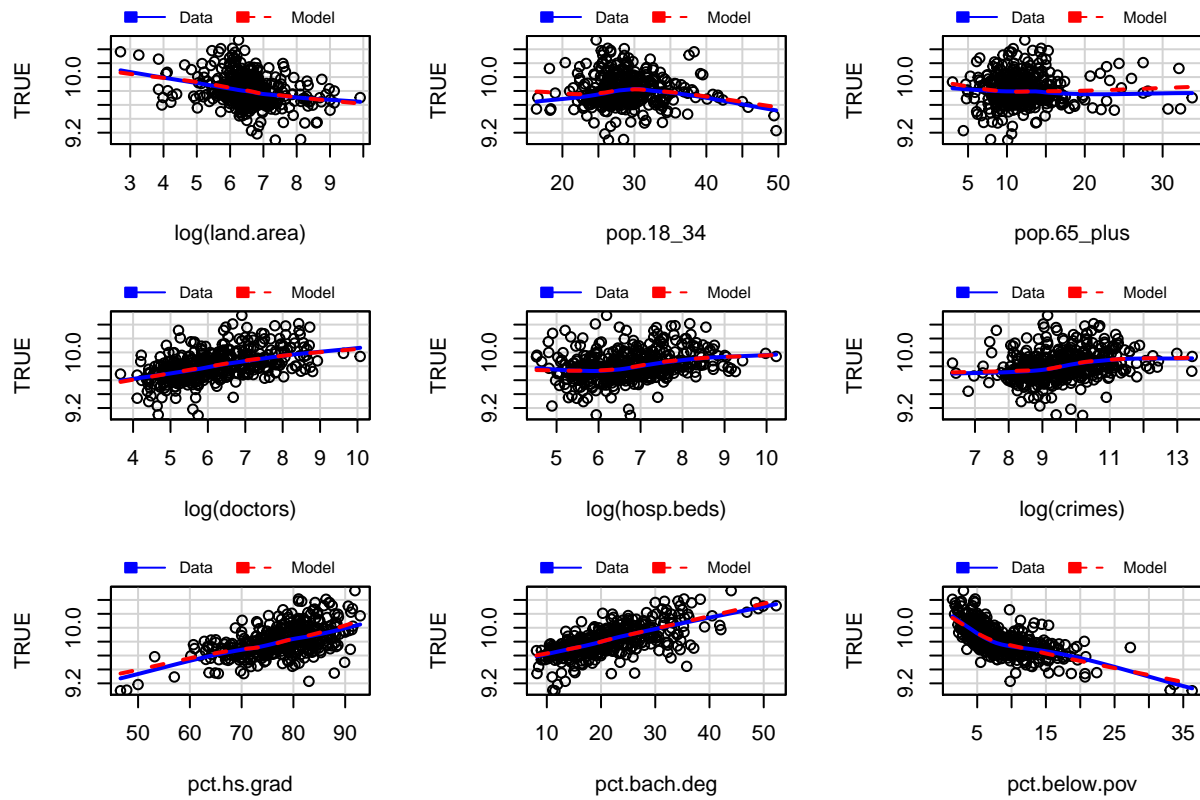 Data Model Data Model Data Model
TRUE 9.2 10.0 TRUE 9.2 10.0 TRUE 9.2 10.0
3 4 5 6 7 8 9 20 30 40 50 5 10 20 30
log(land.area) pop.18_34 pop.65_plus
Data Model Data Model Data Model
TRUE 9.2 10.0 TRUE 9.2 10.0 TRUE 9.2 10.0
4 5 6 7 8 9 10 5 6 7 8 9 10 7 8 9 11 13
log(doctors) log(hosp.beds) log(crimes)
Data Model Data Model Data Model
TRUE 9.2 10.0 TRUE 9.2 10.0 TRUE 9.2 10.0
50 60 70 80 90 10 20 30 40 50 5 15 25 35
pct.hs.grad pct.bach.deg pct.below.pov